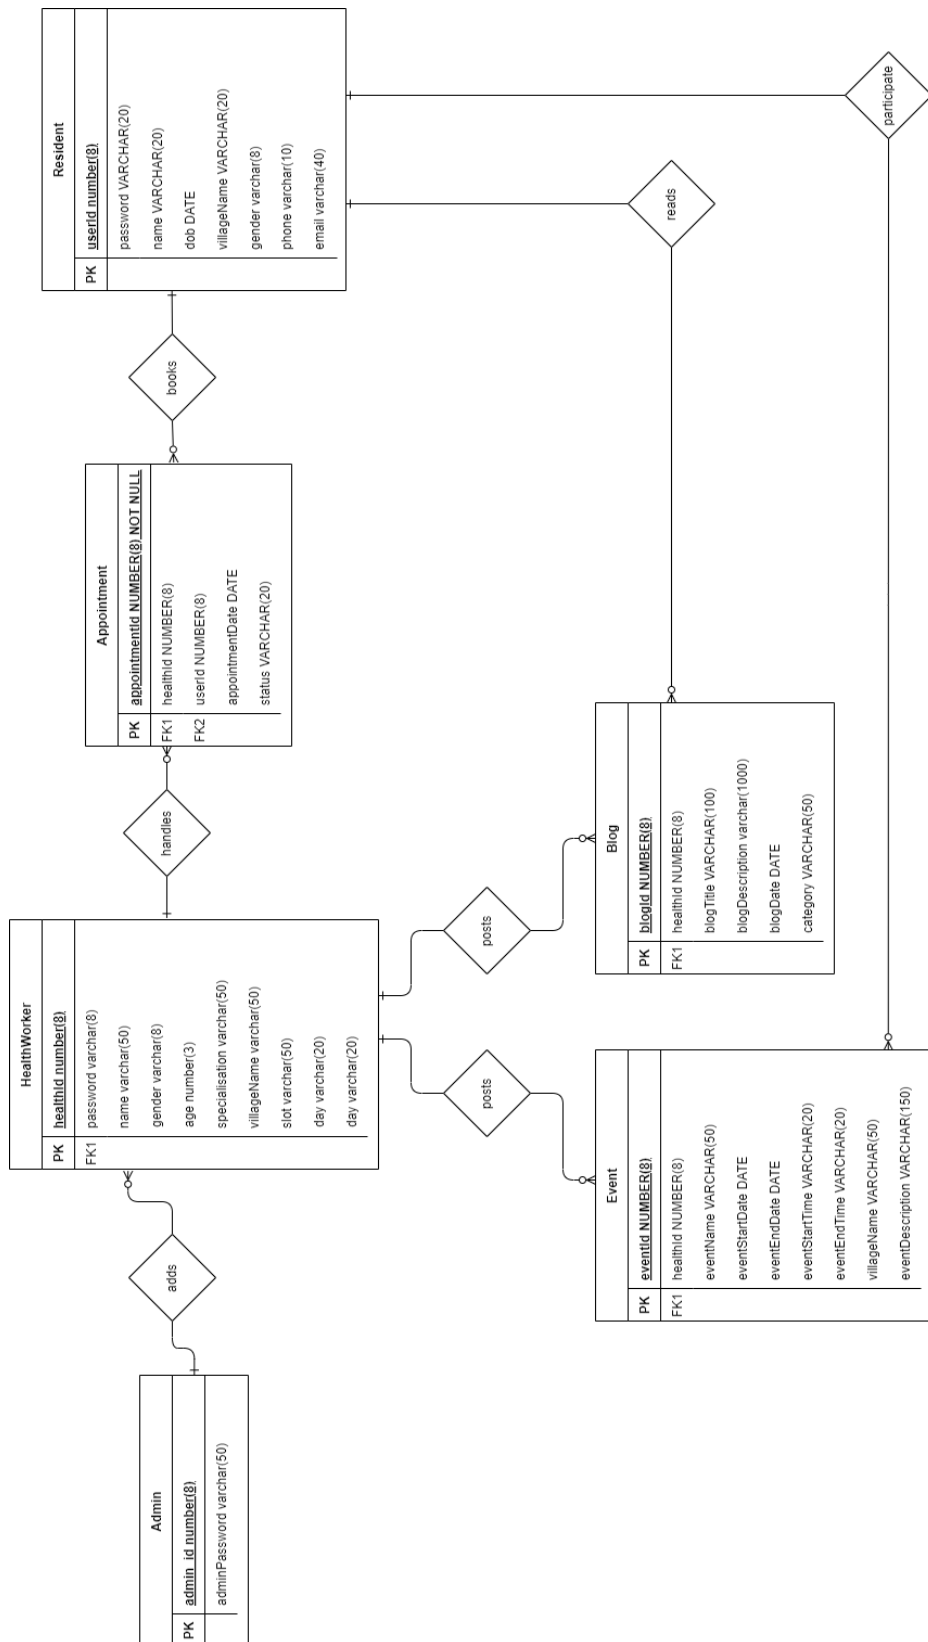 Admin
PK admin_id number(8)
adminPassword varchar(50)
adds
HealthWorker
PK healthId number(8)
FK1 password varchar(8)
name varchar(50)
gender varchar(8)
age number(3)
specialisation varchar(50)
villageName varchar(50)
slot varchar(50)
day varchar(20)
day varchar(20)
handles
Appointment
PK appointmentId NUMBER(8) NOT NULL
FK1 healthId NUMBER(8)
FK2 userId NUMBER(8)
appointmentDate DATE
status VARCHAR(20)
books
Resident
PK userId number(8)
password VARCHAR(20)
name VARCHAR(20)
dob DATE
villageName VARCHAR(20)
gender varchar(8)
phone varchar(10)
email varchar(40)
posts
posts
reads
participate
Event
PK eventId NUMBER(8)
FK1 healthId NUMBER(8)
eventName VARCHAR(50)
eventStartDate DATE
eventEndDate DATE
eventStartTime VARCHAR(20)
eventEndTime VARCHAR(20)
villageName VARCHAR(50)
eventDescription VARCHAR(150)
Blog
PK blogId NUMBER(8)
FK1 healthId NUMBER(8)
blogTitle VARCHAR(100)
blogDescription varchar(1000)
blogDate DATE
category VARCHAR(50)